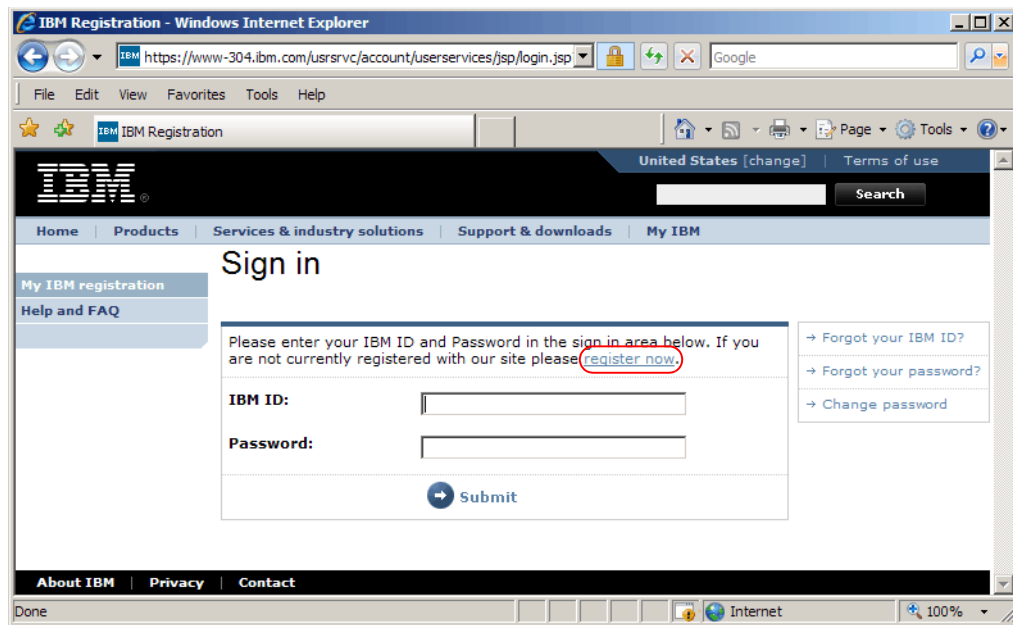 IBM Registration - Windows Internet Explorer
IBM https://www-304.ibm.com/usrsrvc/account/userservices/jsp/login.jsp Google
File Edit View Favorites Tools Help
IBM IBM Registration Page Tools
United States [change] | Terms of use
IBM®
Search
Home | Products | Services & industry solutions | Support & downloads | My IBM
Sign in
My IBM registration
Help and FAQ
Please enter your IBM ID and Password in the sign in area below. If you
are not currently registered with our site please register now.
→ Forgot your IBM ID?
→ Forgot your password?
→ Change password
IBM ID:
Password:
Submit
About IBM | Privacy | Contact
Done Internet 100%